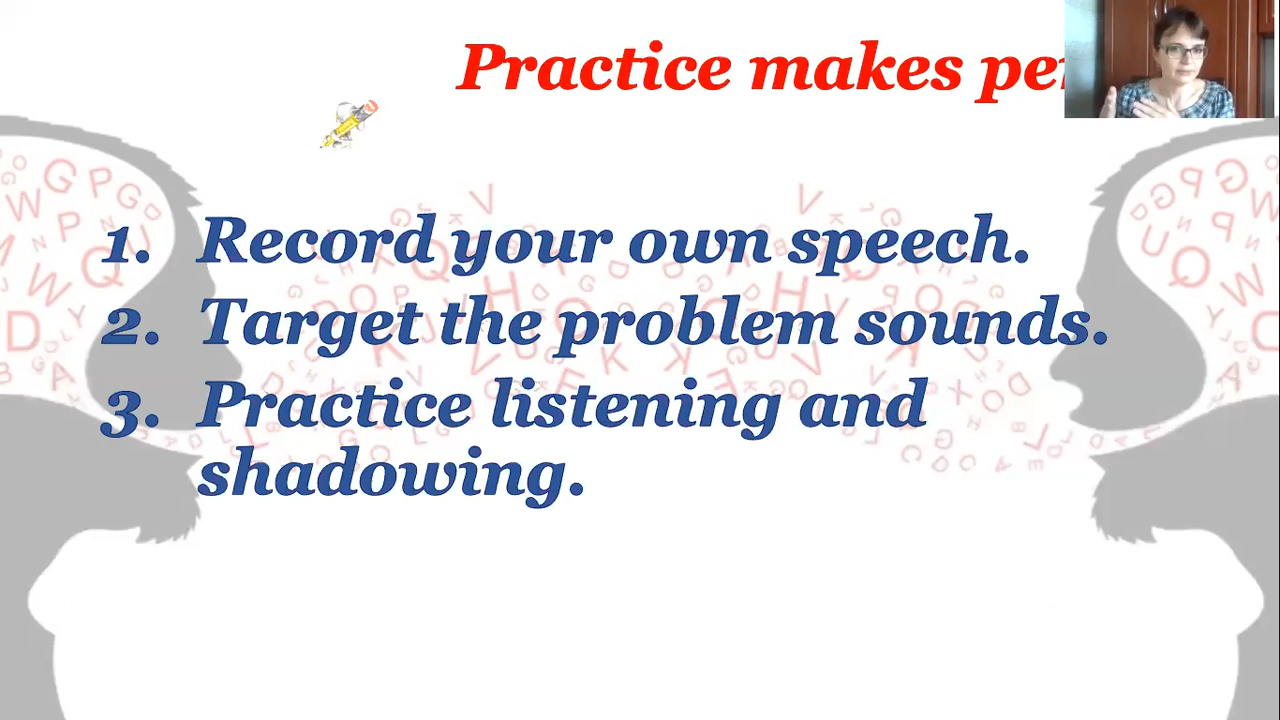 Practice makes pe
1. Record your own speech.
2. Target the problem sounds.
3. Practice listening and
shadowing.